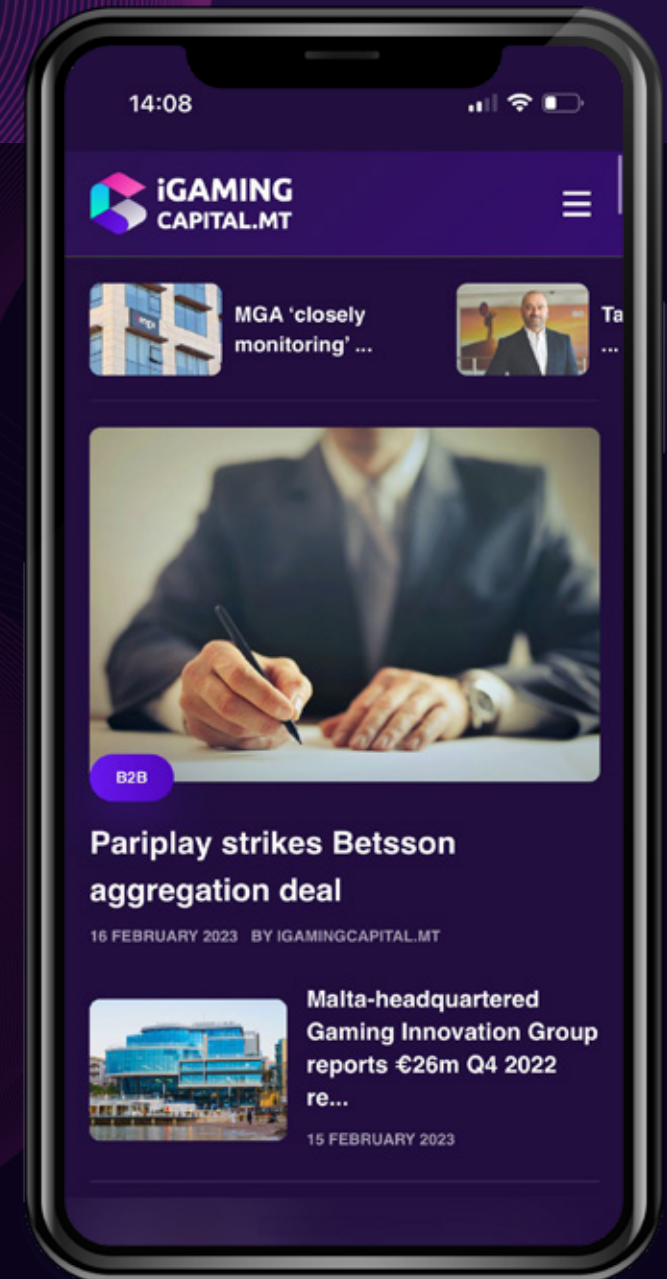 14:08
iGAMING
CAPITAL.MT
MGA ‘closely
monitoring’ ...
Ta
...
B2B
Pariplay strikes Betsson
aggregation deal
16 FEBRUARY 2023 BY IGAMINGCAPITAL.MT
Malta-headquartered
Gaming Innovation Group
reports €26m Q4 2022
re...
15 FEBRUARY 2023